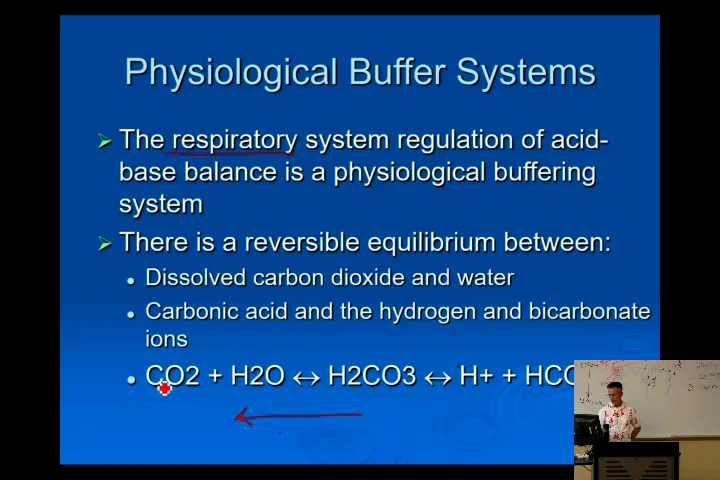 Physiological Buffer Systems
The respiratory system regulation of acid-
base balance is a physiological buffering
system
There is a reversible equilibrium between:
Dissolved carbon dioxide and water
Carbonic acid and the hydrogen and bicarbonate
ions
CO2 + H2O ↔ H2CO3 ↔ H+ +